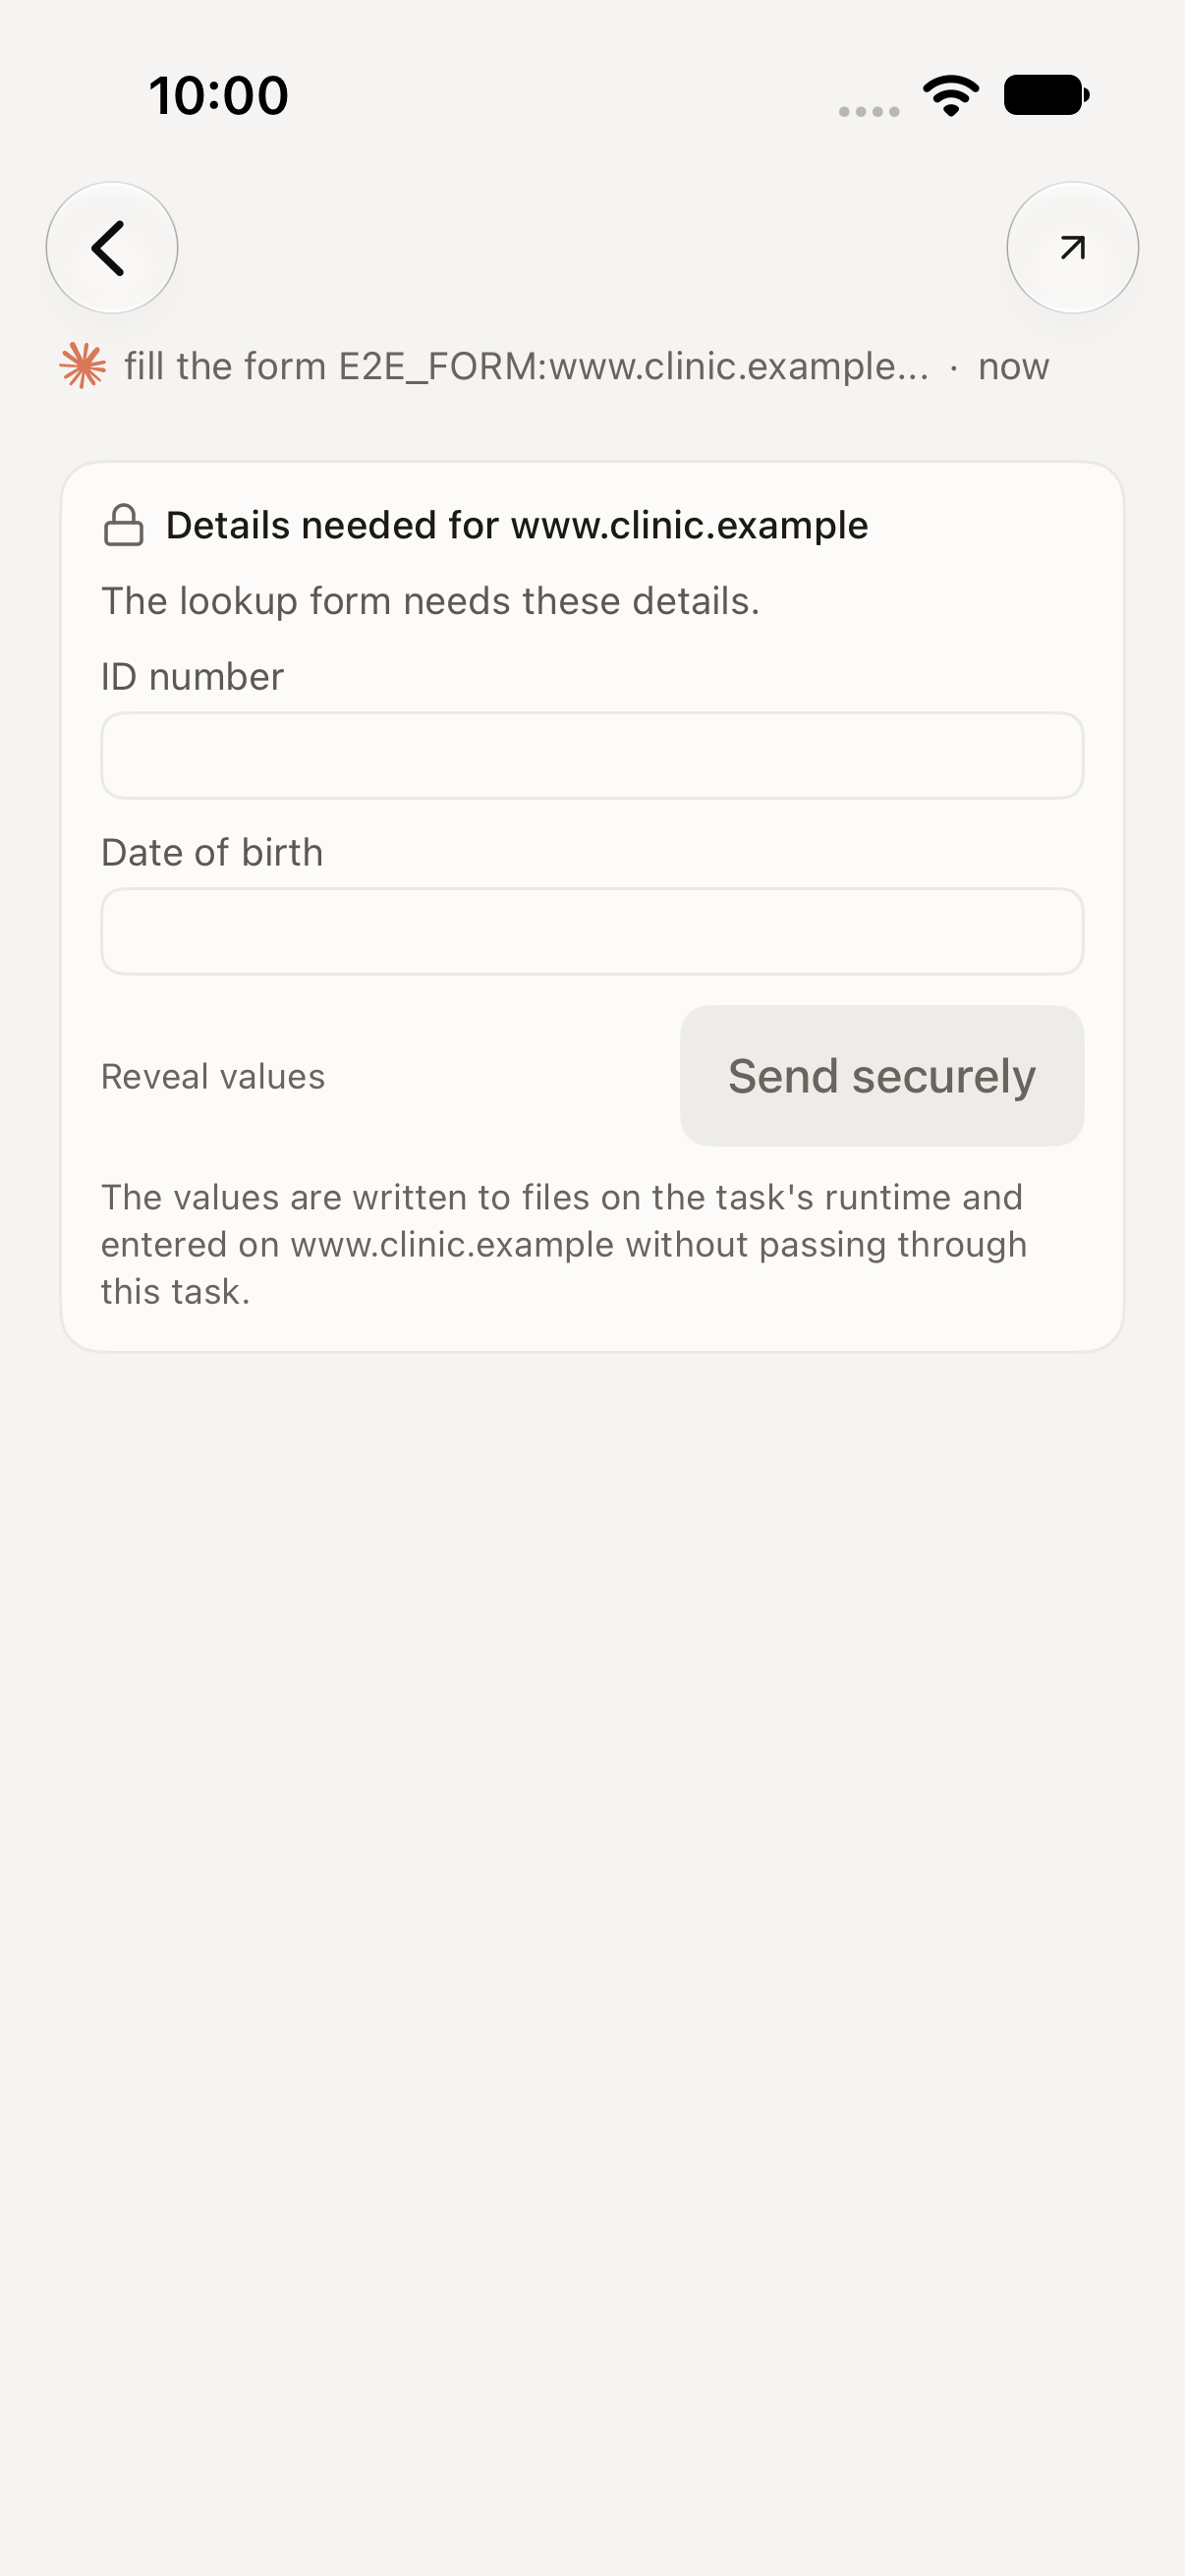 10:00
fill the form E2E_FORM:www.clinic.example... · now
Details needed for www.clinic.example
The lookup form needs these details.
ID number
Date of birth
Reveal values
Send securely
The values are written to files on the task's runtime and
entered on www.clinic.example without passing through
this task.